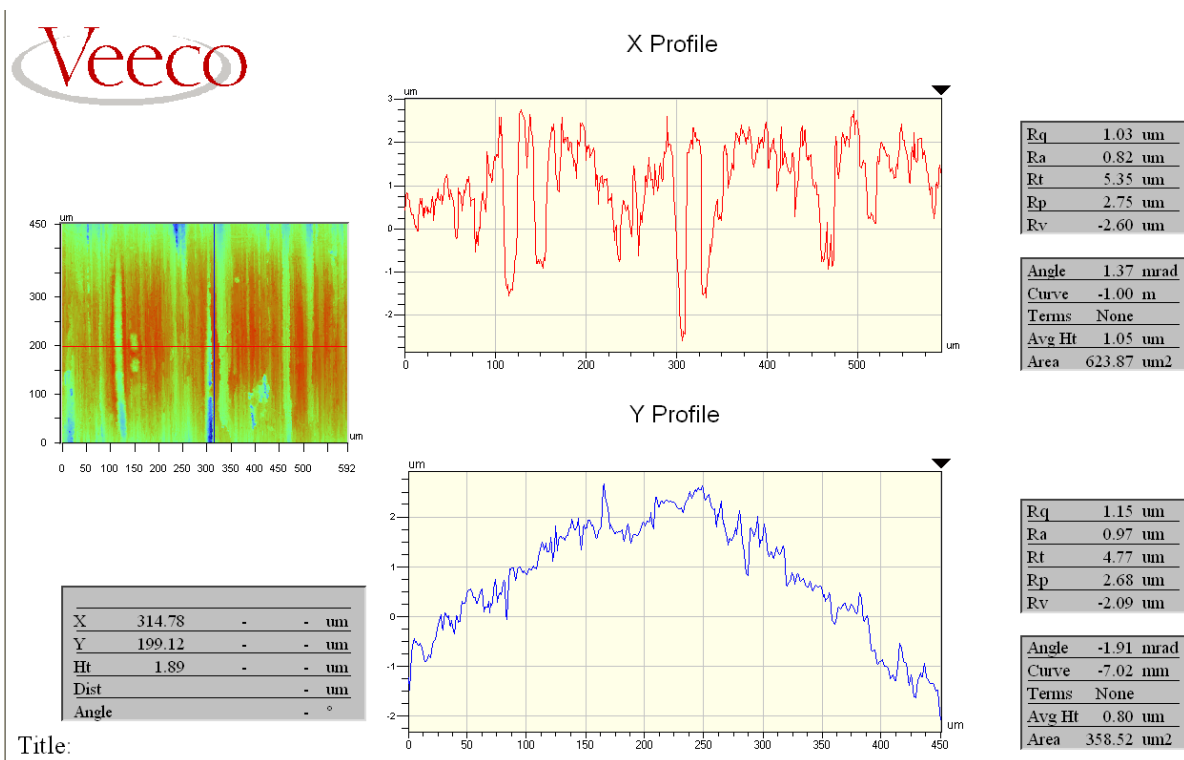 Veeco
X Profile
um
3
2
1
0
-1
-2
0 100 200 300 400 500
um
Rq 1.03 um
Ra 0.82 um
Rt 5.35 um
Rp 2.75 um
Rv -2.60 um
Angle 1.37 mrad
Curve -1.00 m
Terms None
Avg Ht 1.05 um
Area 623.87 um2
um
450
300
200
100
0
um
0 50 100 150 200 250 300 350 400 450 500 592
Y Profile
um
2
1
0
-1
-2
0 50 100 150 200 250 300 350 400 450
um
Rq 1.15 um
Ra 0.97 um
Rt 4.77 um
Rp 2.68 um
Rv -2.09 um
Angle -1.91 mrad
Curve -7.02 mm
Terms None
Avg Ht 0.80 um
Area 358.52 um2
X 314.78 - - um
Y 199.12 - - um
Ht 1.89 - - um
Dist - um
Angle - °
Title: